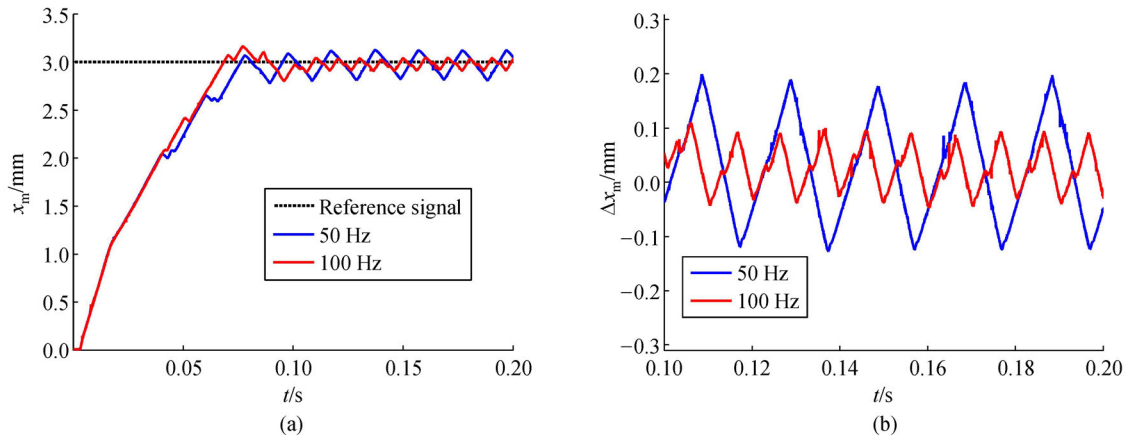 3.5
3.0
2.5
2.0
3.1
1.1
3.5
0.0
x_m/mm
Reference signal
50 Hz
100 Hz
0.05
0.10
0.15
0.20
t/s
(a)
0.3
0.2
0.1
0.0
−0.1
−0.2
−0.3
Δx_m/mm
50 Hz
100 Hz
0.10
0.12
0.14
0.16
0.18
0.20
t/s
(b)